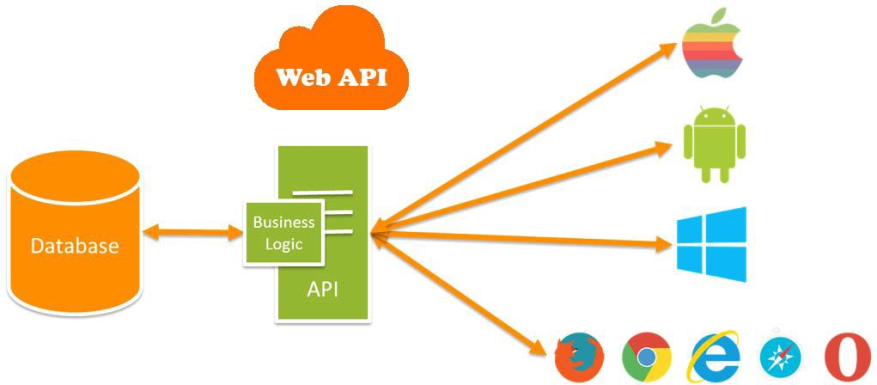 Web API
Database
Business
Logic
API